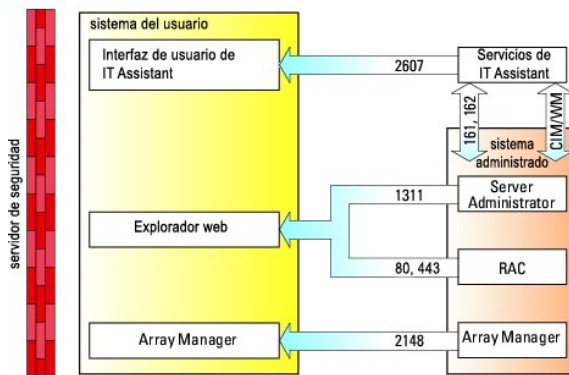 servidor de seguridad
sistema del usuario
Interfaz de usuario de
IT Assistant
2607
Servicios de
IT Assistant
161, 162
CIM/WM
sistema
administrado
1311
Server
Administrator
Explorador web
80, 443
RAC
Array Manager
2148
Array Manager